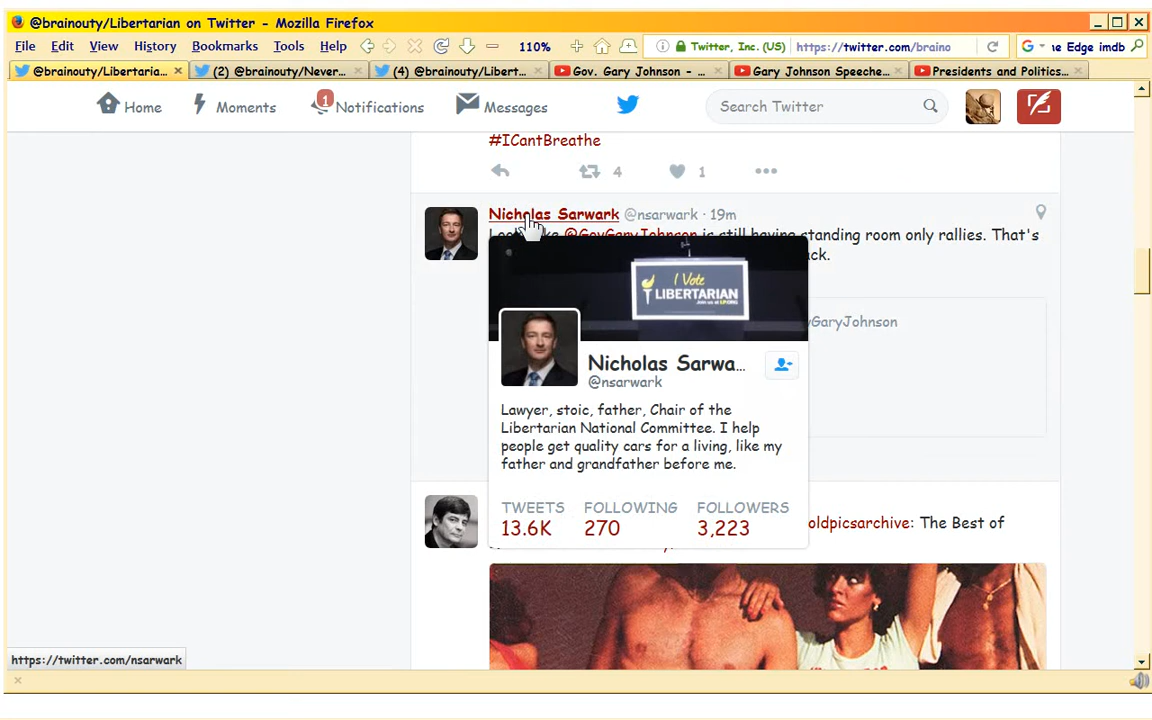 @brainouty/Libertarian on Twitter - Mozilla Firefox
File Edit View History Bookmarks Tools Help 110% Twitter, Inc. (US) https://twitter.com/braino G Edge imdb
@brainouty/Libertaria... (2) @brainouty/Never... (4) @brainouty/Libert... Gov. Gary Johnson - ... Gary Johnson Speeche... Presidents and Politics...
Home Moments 1 Notifications Messages Search Twitter
#ICantBreathe
4 1
Nicholas Sarwark @nsarwark · 19m
@GovGaryJohnson is still having standing room only rallies. That's
I Vote
LIBERTARIAN
GaryJohnson
Nicholas Sarwa...
@nsarwark
Lawyer, stoic, father, Chair of the
Libertarian National Committee. I help
people get quality cars for a living, like my
father and grandfather before me.
TWEETS FOLLOWING FOLLOWERS
13.6K 270 3,223
oldpicsarchive: The Best of
https://twitter.com/nsarwark